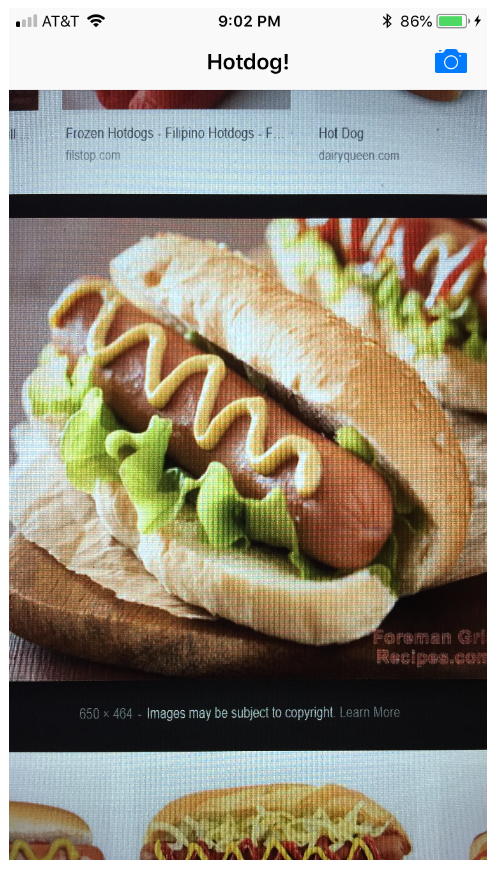 AT&T 9:02 PM 86%
Hotdog!
Frozen Hotdogs - Filipino Hotdogs - F...
filstop.com
Hot Dog
dairyqueen.com
Foreman Gri
Recipes.com
650 × 464 - Images may be subject to copyright. Learn More